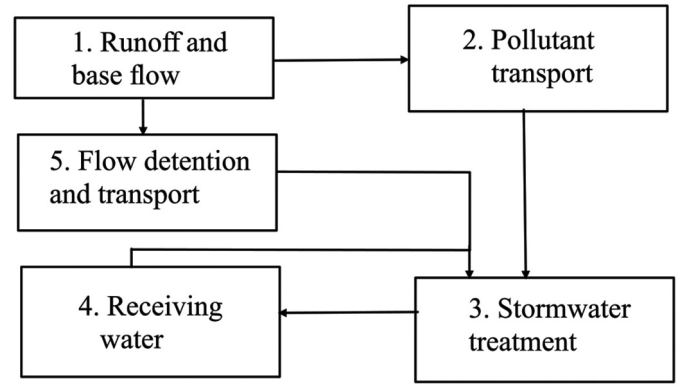 1. Runoff and
base flow
2. Pollutant
transport
5. Flow detention
and transport
4. Receiving
water
3. Stormwater
treatment